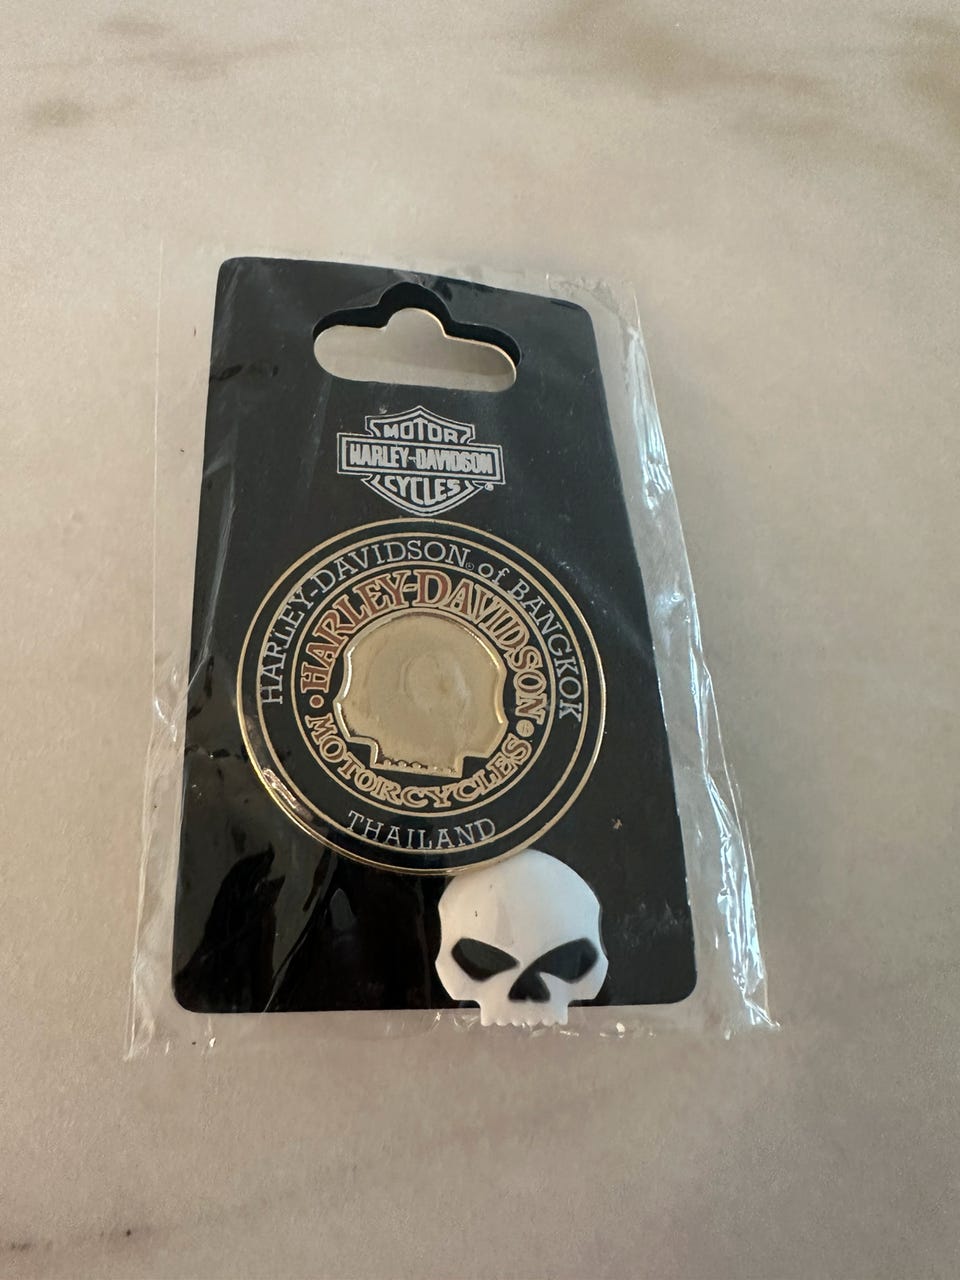 MOTOR
HARLEY-DAVIDSON
CYCLES®
HARLEY-DAVIDSON® of BANGKOK
HARLEY-DAVIDSON
• MOTORCYCLES •
THAILAND